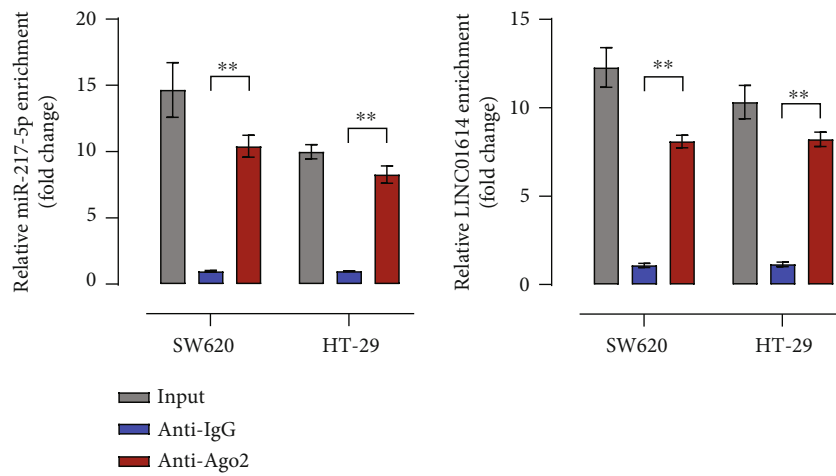 Relative miR-217-5p enrichment
(fold change)
20
15
10
5
0
**
**
SW620
HT-29
Relative LINC01614 enrichment
(fold change)
15
10
5
0
**
**
SW620
HT-29
Input
Anti-IgG
Anti-Ago2